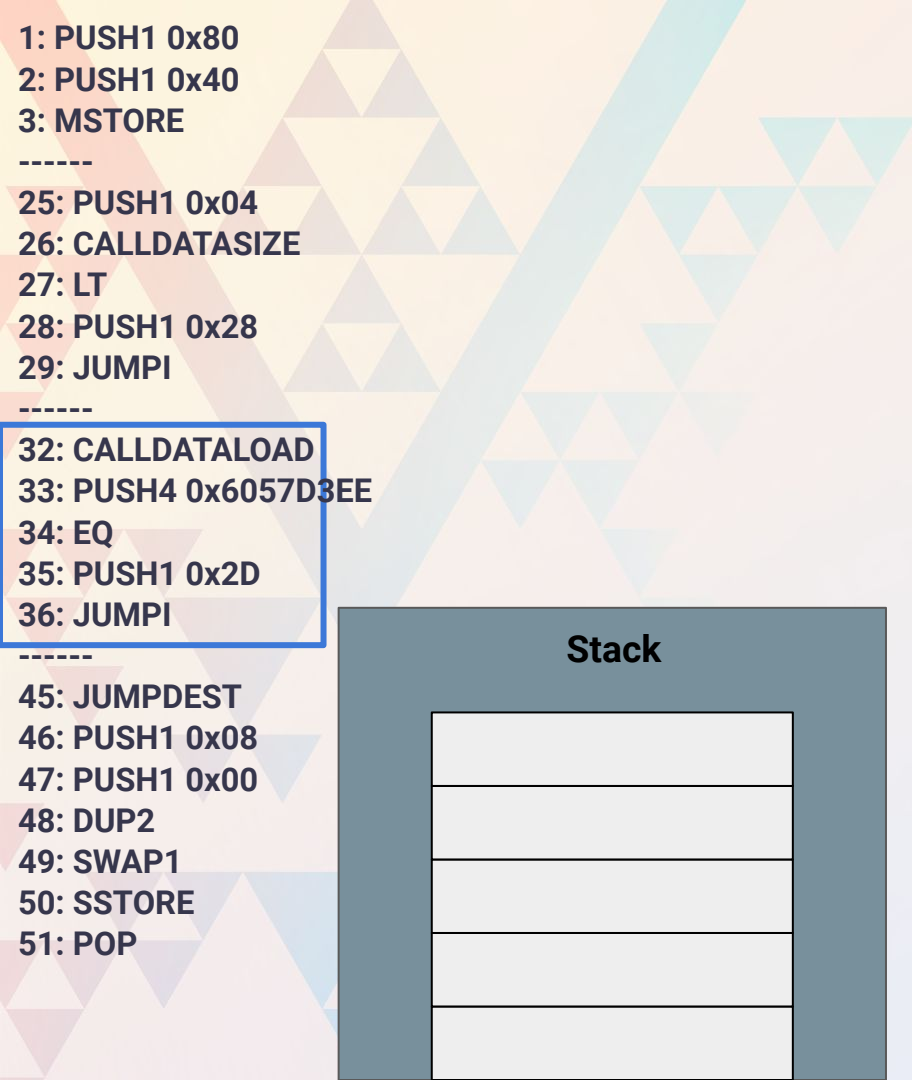 1: PUSH1 0x80
2: PUSH1 0x40
3: MSTORE
------
25: PUSH1 0x04
26: CALLDATASIZE
27: LT
28: PUSH1 0x28
29: JUMPI
------
32: CALLDATALOAD
33: PUSH4 0x6057D3EE
34: EQ
35: PUSH1 0x2D
36: JUMPI
------
45: JUMPDEST
46: PUSH1 0x08
47: PUSH1 0x00
48: DUP2
49: SWAP1
50: SSTORE
51: POP
Stack